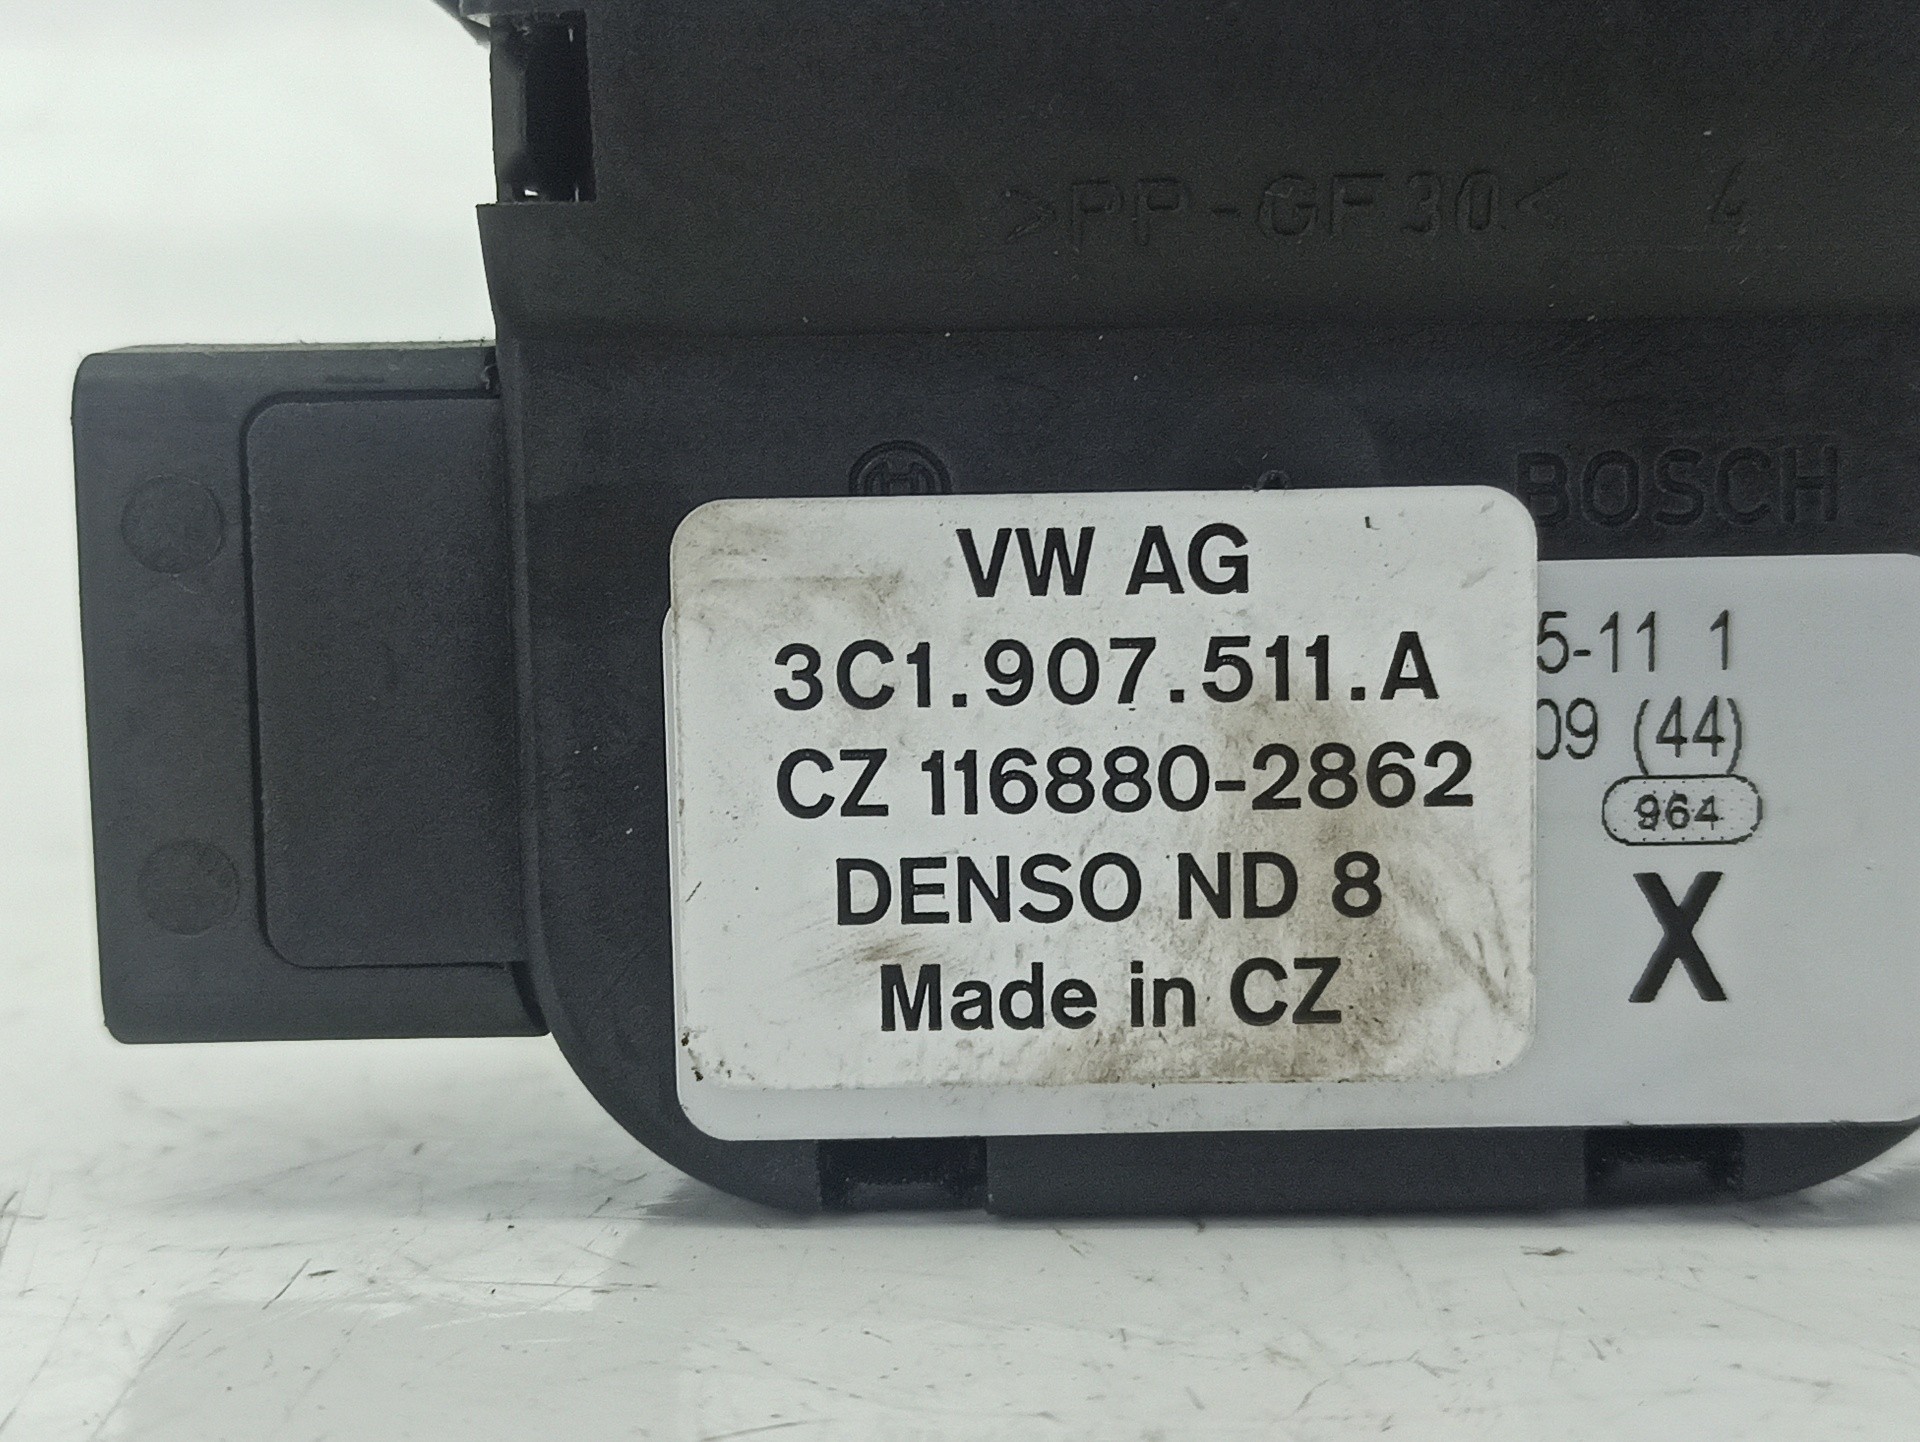 >PP-GF30< 4
BOSCH
VW AG
3C1.907.511.A
CZ 116880-2862
DENSO ND 8
Made in CZ
5-11 1
09 (44)
964
X